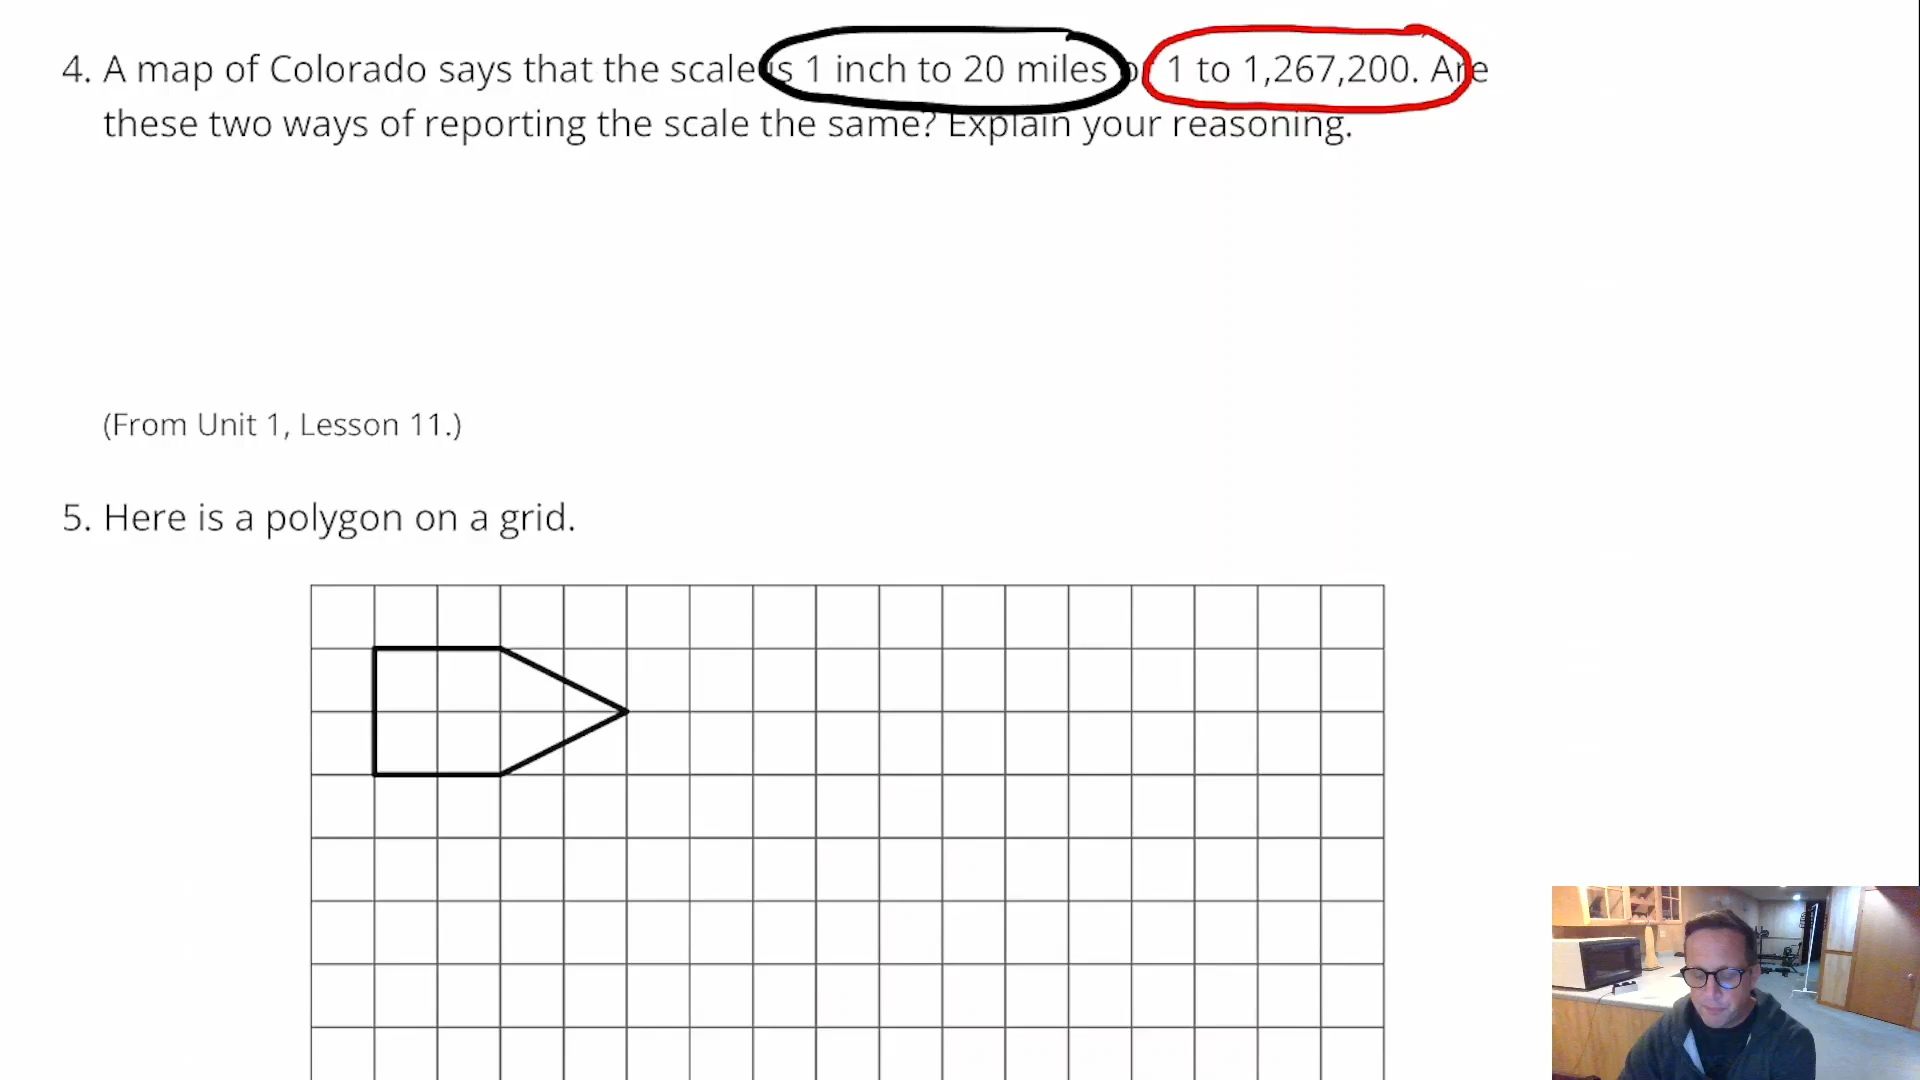 4. A map of Colorado says that the scale is 1 inch to 20 miles or 1 to 1,267,200. Are
these two ways of reporting the scale the same? Explain your reasoning.
(From Unit 1, Lesson 11.)
5. Here is a polygon on a grid.